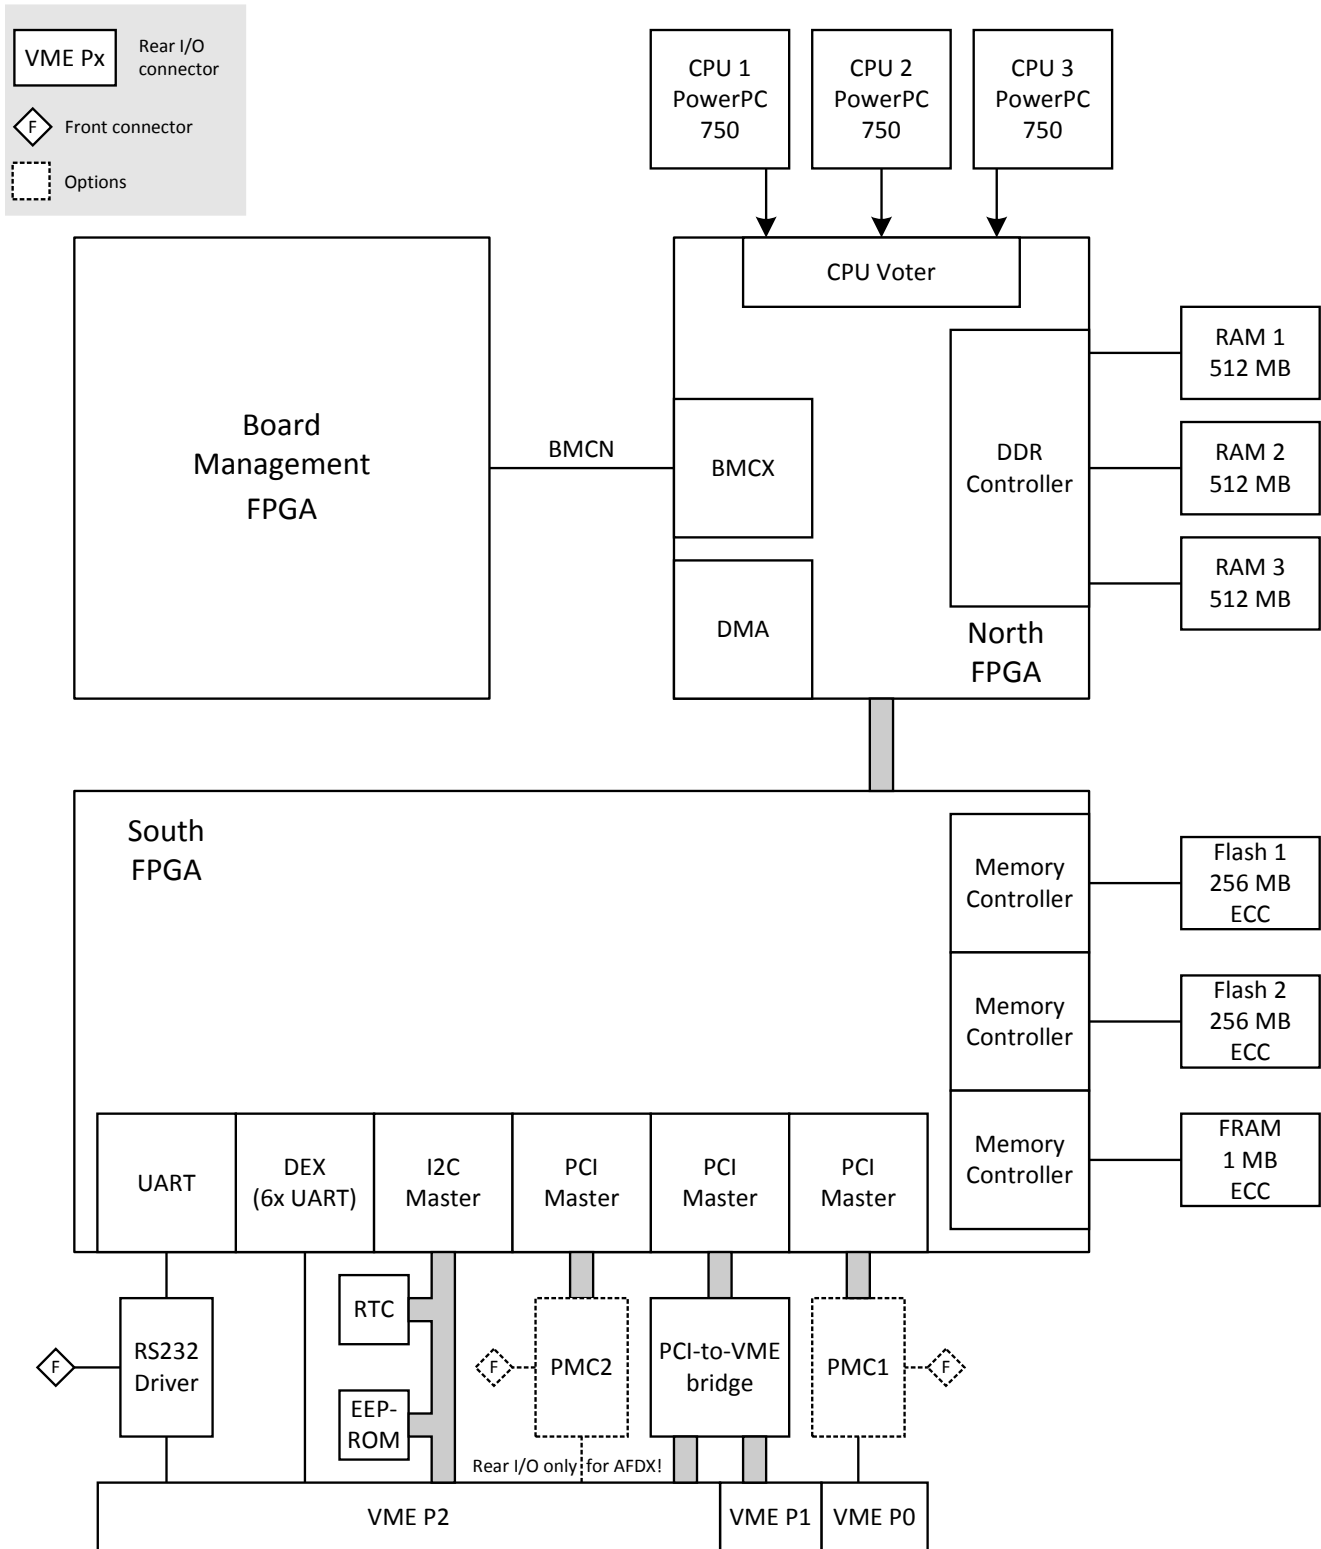 VME Px
Rear I/O
connector
F
Front connector
Options
CPU 1
PowerPC
750
CPU 2
PowerPC
750
CPU 3
PowerPC
750
CPU Voter
Board
Management
FPGA
BMCN
BMCX
DMA
DDR
Controller
North
FPGA
RAM 1
512 MB
RAM 2
512 MB
RAM 3
512 MB
South
FPGA
Memory
Controller
Memory
Controller
Memory
Controller
Flash 1
256 MB
ECC
Flash 2
256 MB
ECC
FRAM
1 MB
ECC
UART
DEX
(6x UART)
I2C
Master
PCI
Master
PCI
Master
PCI
Master
F
RS232
Driver
RTC
EEP-
ROM
F
PMC2
PCI-to-VME
bridge
PMC1
F
Rear I/O only for AFDX!
VME P2
VME P1
VME P0